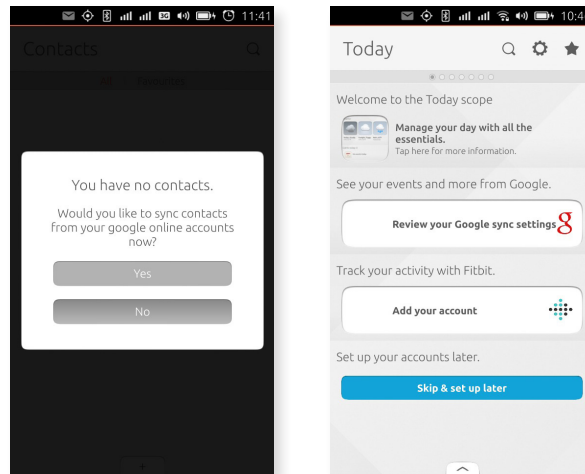 11:41
Contacts
You have no contacts.
Would you like to sync contacts
from your google online accounts
now?
Yes
No
10:4
Today
Welcome to the Today scope
Manage your day with all the
essentials.
Tap here for more information.
See your events and more from Google.
Review your Google sync settings
g
Track your activity with Fitbit.
Add your account
Set up your accounts later.
Skip & set up later